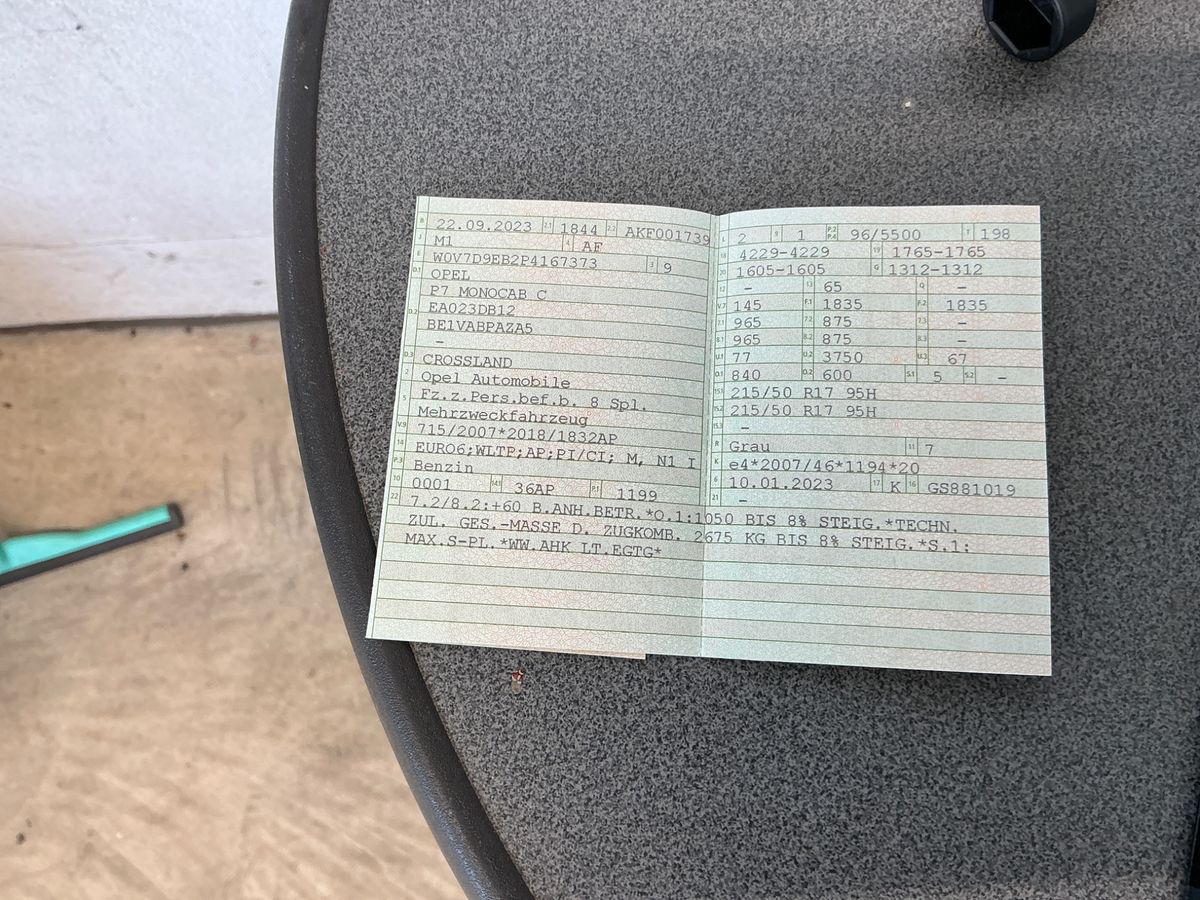 22.09.2023 1844 AKF001739
M1 AF
W0V7D9EB2P4167373 9
OPEL
P7 MONOCAB C
EA023DB12
BE1VABPAZA5
-
CROSSLAND
Opel Automobile
Fz.z.Pers.bef.b. 8 Spl.
Mehrzweckfahrzeug
715/2007*2018/1832AP
EURO6;WLTP;AP;PI/CI; M, N1 I
Benzin
0001 36AP 1199
2 1 96/5500 198
4229-4229 1765-1765
1605-1605 1312-1312
- 65 -
145 1835 1835
965 875 -
965 875 -
77 3750 67
840 600 5 -
215/50 R17 95H
215/50 R17 95H
-
Grau 7
e4*2007/46*1194*20
10.01.2023 K GS881019
-
7.2/8.2:+60 B.ANH.BETR.*O.1:1050 BIS 8% STEIG.*TECHN.
ZUL. GES.-MASSE D. ZUGKOMB. 2675 KG BIS 8% STEIG.*S.1:
MAX.S-PL.*WW.AHK LT.EGTG*